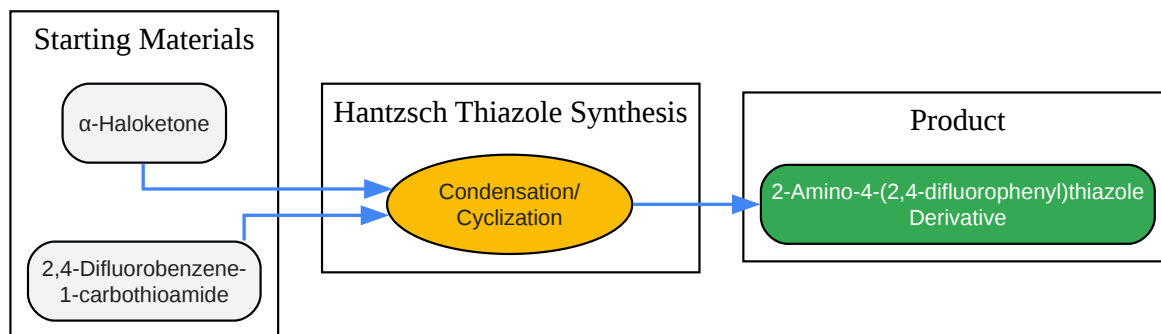 Starting Materials
α-Haloketone
2,4-Difluorobenzene-
1-carbothioamide
Hantzsch Thiazole Synthesis
Condensation/
Cyclization
Product
2-Amino-4-(2,4-difluorophenyl)thiazole
Derivative